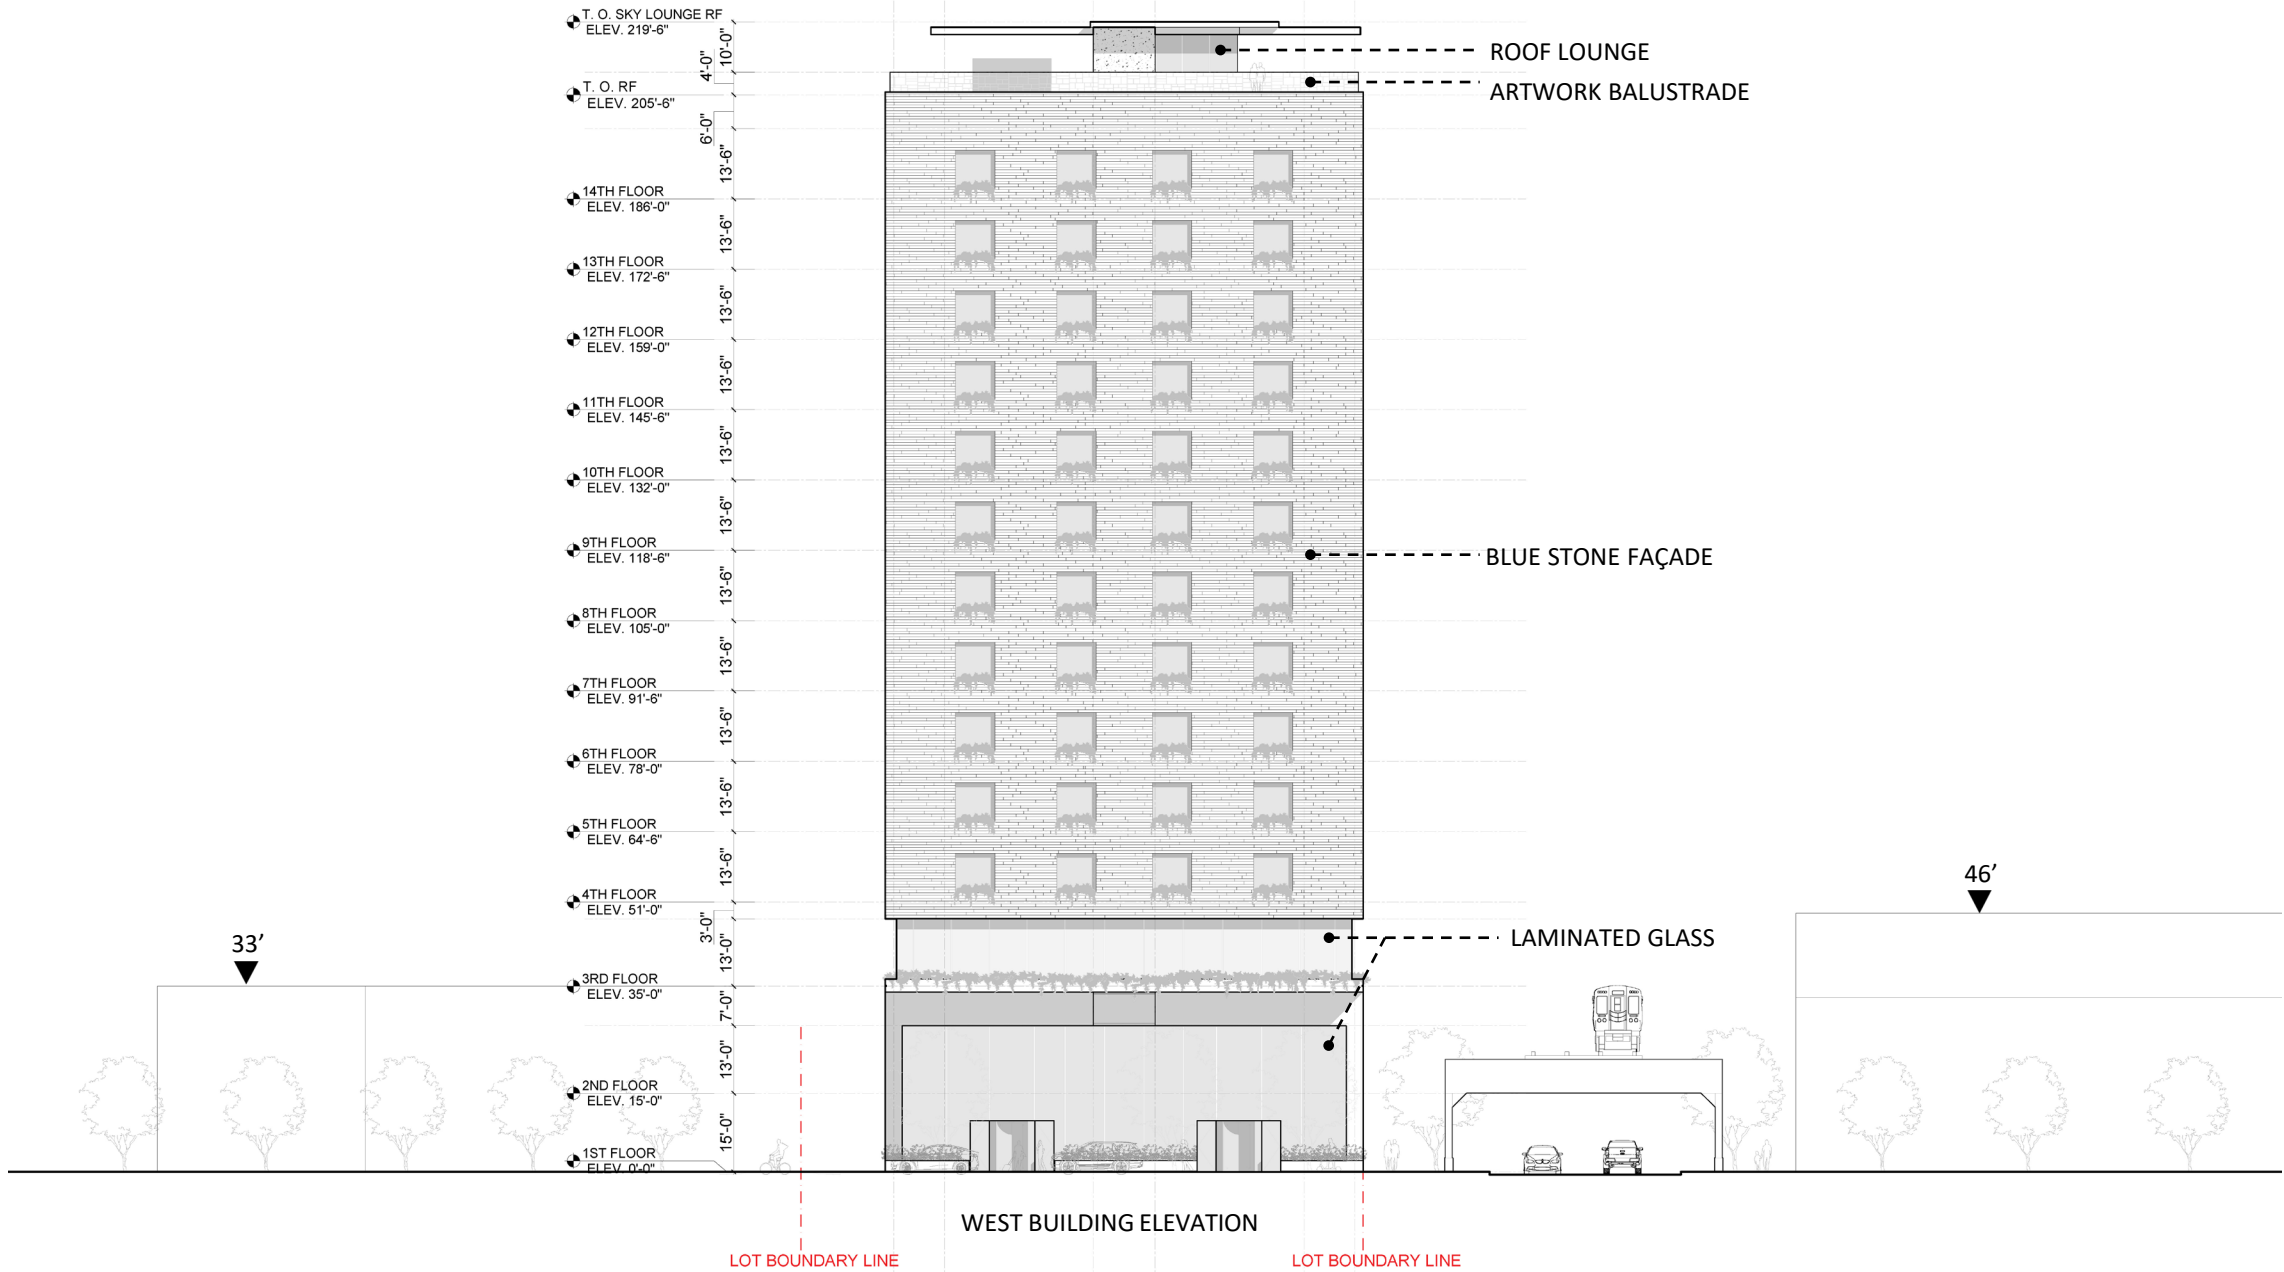 T. O. SKY LOUNGE RF
ELEV. 219'-6"
10'-0"
4'-0"
ROOF LOUNGE
T. O. RF
ELEV. 205'-6"
ARTWORK BALUSTRADE
6'-0"
13'-6"
14TH FLOOR
ELEV. 186'-0"
13'-6"
13TH FLOOR
ELEV. 172'-6"
13'-6"
12TH FLOOR
ELEV. 159'-0"
13'-6"
11TH FLOOR
ELEV. 145'-6"
13'-6"
10TH FLOOR
ELEV. 132'-0"
13'-6"
9TH FLOOR
ELEV. 118'-6"
BLUE STONE FAÇADE
13'-6"
8TH FLOOR
ELEV. 105'-0"
13'-6"
7TH FLOOR
ELEV. 91'-6"
13'-6"
6TH FLOOR
ELEV. 78'-0"
13'-6"
5TH FLOOR
ELEV. 64'-6"
13'-6"
4TH FLOOR
ELEV. 51'-0"
46’
3'-0"
13'-0"
LAMINATED GLASS
33’
3RD FLOOR
ELEV. 35'-0"
7'-0"
13'-0"
2ND FLOOR
ELEV. 15'-0"
15'-0"
1ST FLOOR
ELEV. 0'-0"
WEST BUILDING ELEVATION
LOT BOUNDARY LINE
LOT BOUNDARY LINE